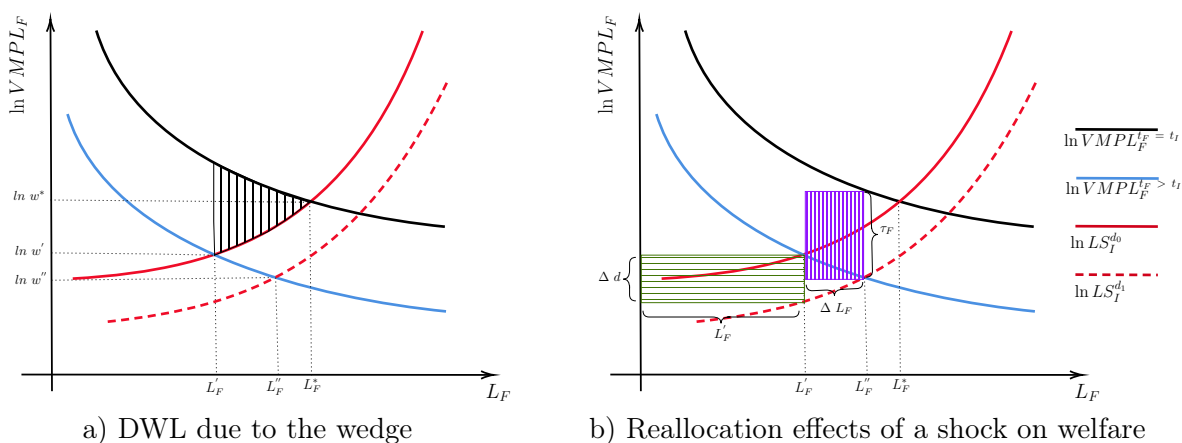 ln VMPL_F
ln w*
ln w'
ln w''
L'_F
L''_F
L*_F
L_F
a) DWL due to the wedge
ln VMPL_F
Δ d
L'_F
Δ L_F
τ_F
L'_F
L''_F
L*_F
L_F
b) Reallocation effects of a shock on welfare
ln VMPL_F^{t_F = t_I}
ln VMPL_F^{t_F > t_I}
ln LS_I^{d_0}
ln LS_I^{d_1}